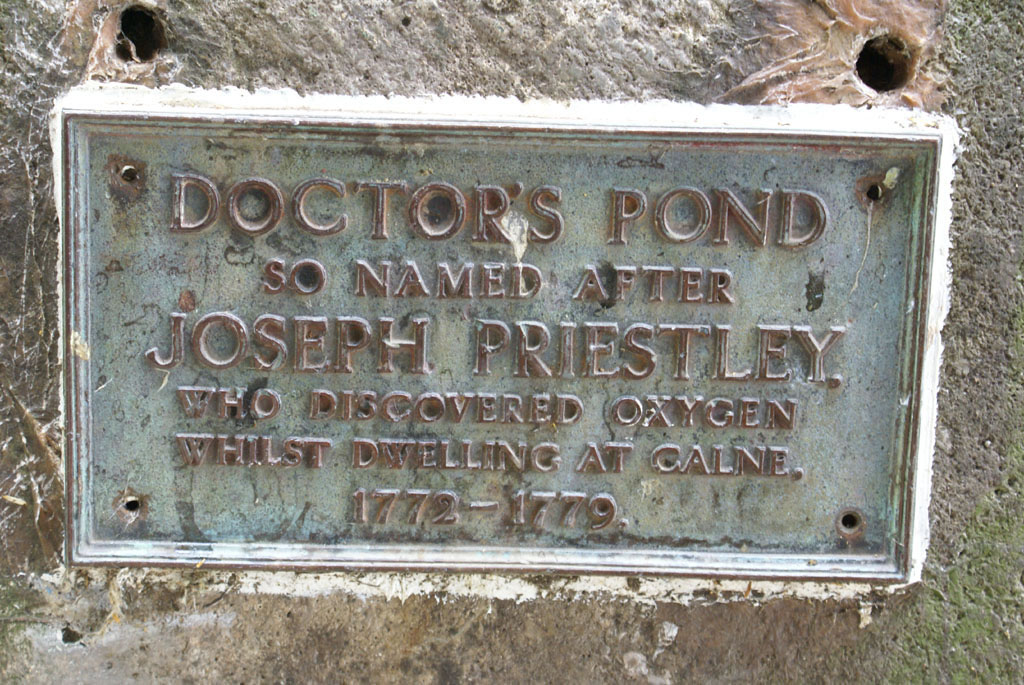 DOCTOR'S POND
SO NAMED AFTER
JOSEPH PRIESTLEY,
WHO DISCOVERED OXYGEN
WHILST DWELLING AT CALNE,
1772-1779.